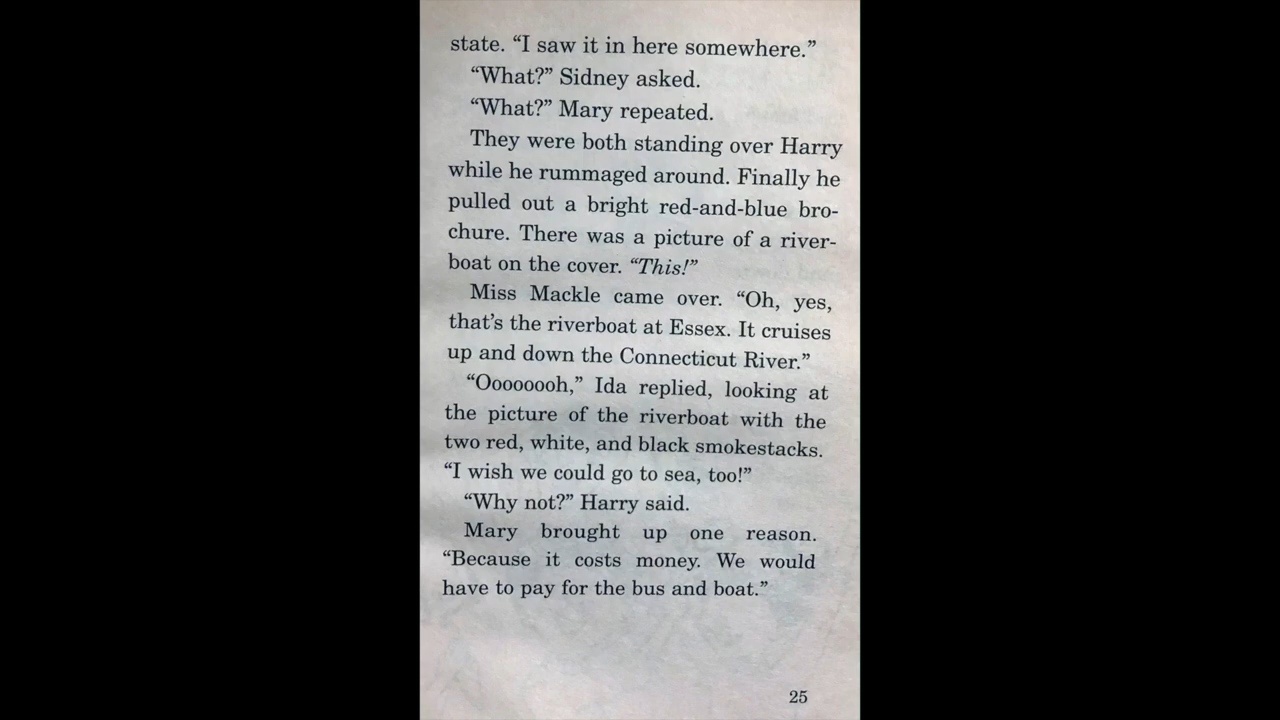 state. “I saw it in here somewhere.”
“What?” Sidney asked.
“What?” Mary repeated.
They were both standing over Harry
while he rummaged around. Finally he
pulled out a bright red-and-blue bro-
chure. There was a picture of a river-
boat on the cover. “This!”
Miss Mackle came over. “Oh, yes,
that’s the riverboat at Essex. It cruises
up and down the Connecticut River.”
“Oooooooh,” Ida replied, looking at
the picture of the riverboat with the
two red, white, and black smokestacks.
“I wish we could go to sea, too!”
“Why not?” Harry said.
Mary brought up one reason.
“Because it costs money. We would
have to pay for the bus and boat.”
25